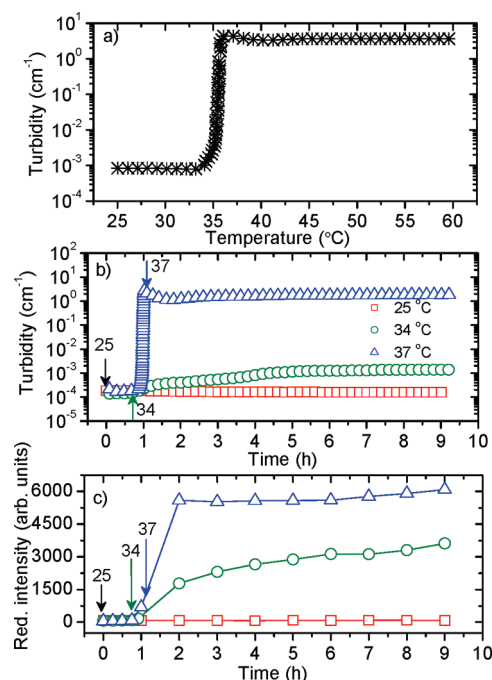 a)
Turbidity (cm⁻¹)
10¹
10⁰
10⁻¹
10⁻²
10⁻³
10⁻⁴
25 30 35 40 45 50 55 60
Temperature (°C)
b)
Turbidity (cm⁻¹)
10²
10¹
10⁰
10⁻¹
10⁻²
10⁻³
10⁻⁴
10⁻⁵
37
25
34
25 °C
34 °C
37 °C
0 1 2 3 4 5 6 7 8 9
Time (h)
c)
Red. intensity (arb. units)
6000
4500
3000
1500
0
37
34
25
0 1 2 3 4 5 6 7 8 9
Time (h)